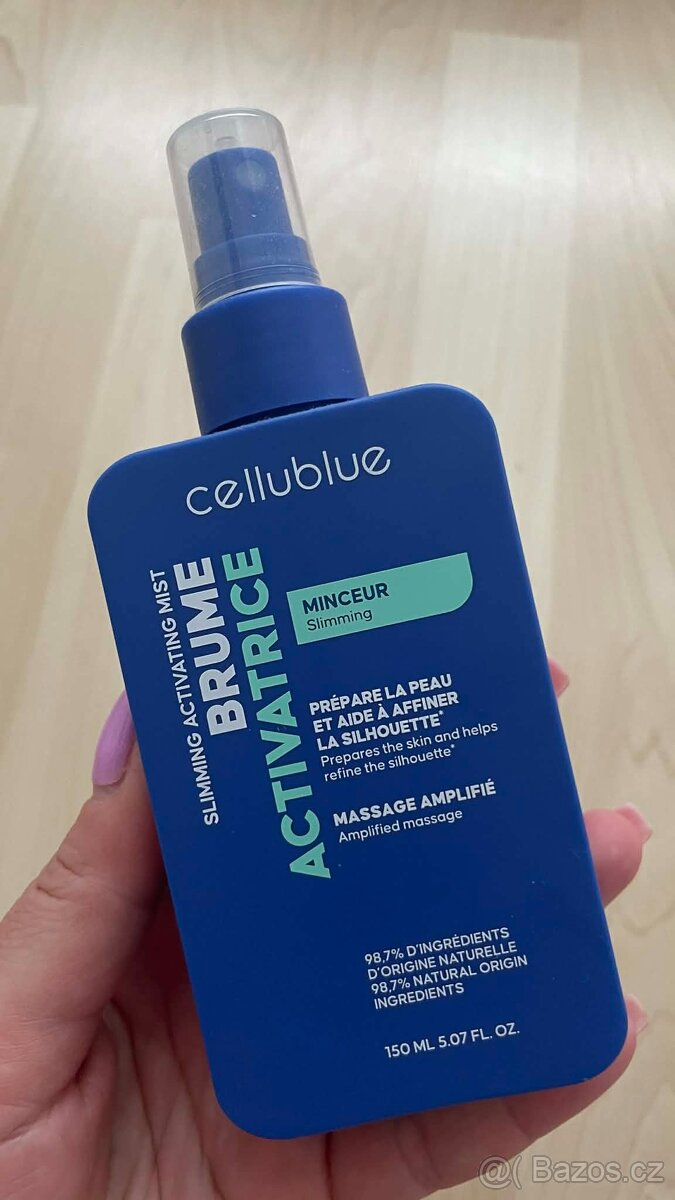 cellublue
SLIMMING ACTIVATING MIST
BRUME
ACTIVATRICE
MINCEUR
Slimming
PRÉPARE LA PEAU
ET AIDE À AFFINER
LA SILHOUETTE*
Prepares the skin and helps
refine the silhouette*
MASSAGE AMPLIFIÉ
Amplified massage
98,7% D'INGRÉDIENTS
D'ORIGINE NATURELLE
98,7% NATURAL ORIGIN
INGREDIENTS
150 ML 5.07 FL. OZ.
@( Bazos.cz